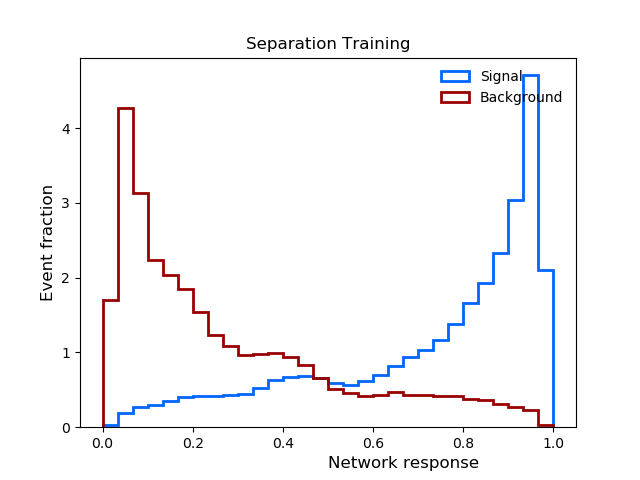 Separation Training
Signal
Background
Event fraction
4
3
2
1
0
0.0 0.2 0.4 0.6 0.8 1.0
Network response